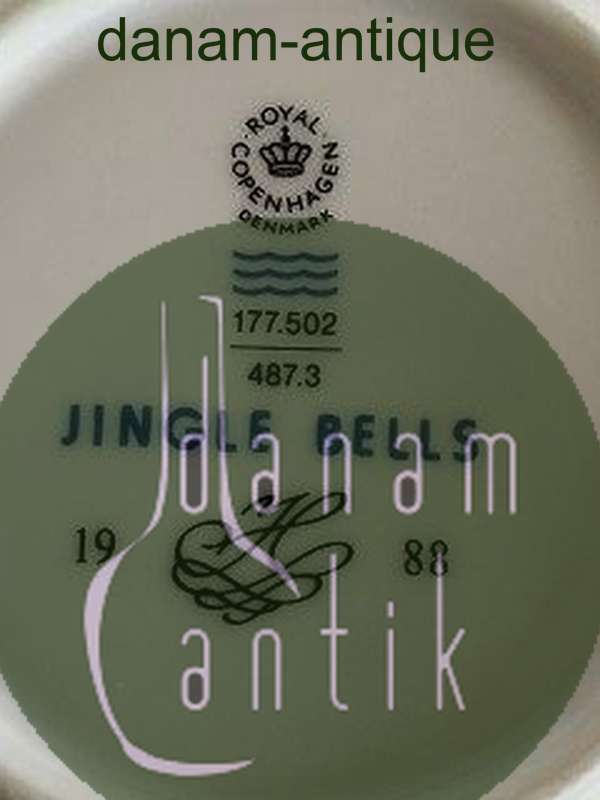 danam-antique
ROYAL COPENHAGEN
DENMARK
177.502
487.3
JINGLE BELLS
danam
19 88
antik